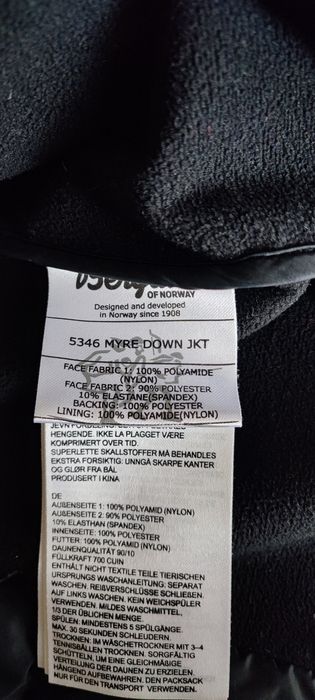 OF NORWAY
Designed and developed
in Norway since 1908
5346 MYRE DOWN JKT
FACE FABRIC 1: 100% POLYAMIDE
(NYLON)
FACE FABRIC 2: 90% POLYESTER
10% ELASTANE(SPANDEX)
BACKING: 100% POLYESTER
LINING: 100% POLYAMIDE(NYLON)
HENGENDE. IKKE LA PLAGGET VÆRE
KOMPRIMERT OVER TID.
SUPERLETTE SKALLSTOFFER MÅ BEHANDLES
EKSTRA FORSIKTIG: UNNGÅ SKARPE KANTER
OG GLØR FRA BÅL
PRODUSERT I KINA
DE
AUßENSEITE 1: 100% POLYAMID (NYLON)
AUßENSEITE 2: 90% POLYESTER
10% ELASTHAN (SPANDEX)
INNENSEITE: 100% POLYESTER
FUTTER: 100% POLYAMID (NYLON)
DAUNENQUALITÄT 90/10
FÜLLKRAFT 700 CUIN
ENTHÄLT NICHT TEXTILE TEILE TIERISCHEN
URSPRUNGS WASCHANLEITUNG: SEPARAT
WASCHEN. REIßVERSCHLÜSSE SCHLIEßEN.
AUF LINKS WASCHEN. KEIN WEICHSPÜLER
VERWENDEN. MILDES WASCHMITTEL.
1/3 DER ÜBLICHEN MENGE.
SPÜLEN: MINDESTENS 5 SPÜLGÄNGE.
MAX. 30 SEKUNDEN SCHLEUDERN.
TROCKNEN: IM WÄSCHETROCKNER MIT 3-4
TENNISBÄLLEN TROCKNEN. SORGFÄLTIG
SCHÜTTELN, UM EINE GLEICHMÄßIGE
VERTEILUNG DER DAUNEN ZU ERZIELEN.
HÄNGEND AUFBEWAHREN. DEN PACKSACK
NUR FÜR DEN TRANSPORT VERWENDEN.